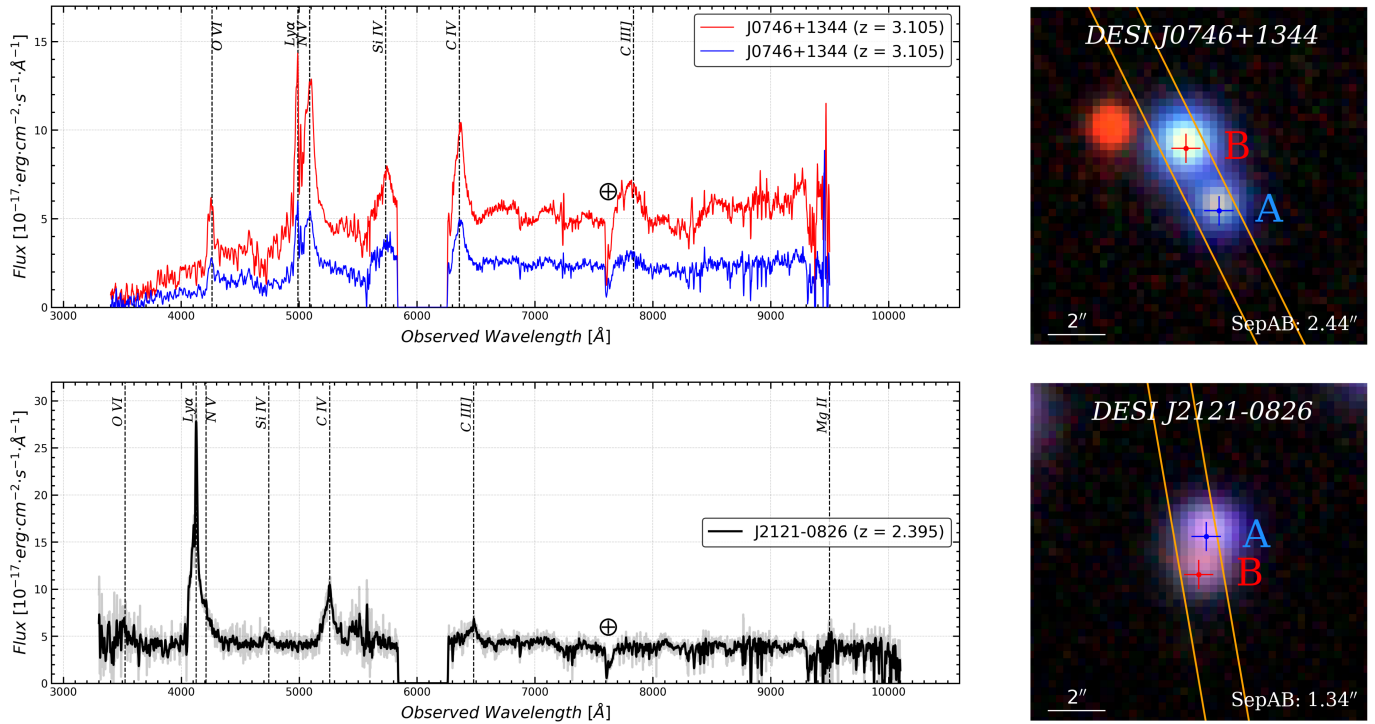 O VI
Lyα
N V
Si IV
C IV
C III]
J0746+1344 (z = 3.105)
J0746+1344 (z = 3.105)
⊕
Flux [10⁻¹⁷.erg·cm⁻²·s⁻¹·Å⁻¹]
15
10
5
0
3000 4000 5000 6000 7000 8000 9000 10000
Observed Wavelength [Å]
DESI J0746+1344
B
A
2″
SepAB: 2.44″
O VI
Lyα
N V
Si IV
C IV
C III]
Mg II
J2121-0826 (z = 2.395)
⊕
Flux [10⁻¹⁷.erg·cm⁻²·s⁻¹·Å⁻¹]
30
25
20
15
10
5
0
3000 4000 5000 6000 7000 8000 9000 10000
Observed Wavelength [Å]
DESI J2121-0826
A
B
2″
SepAB: 1.34″